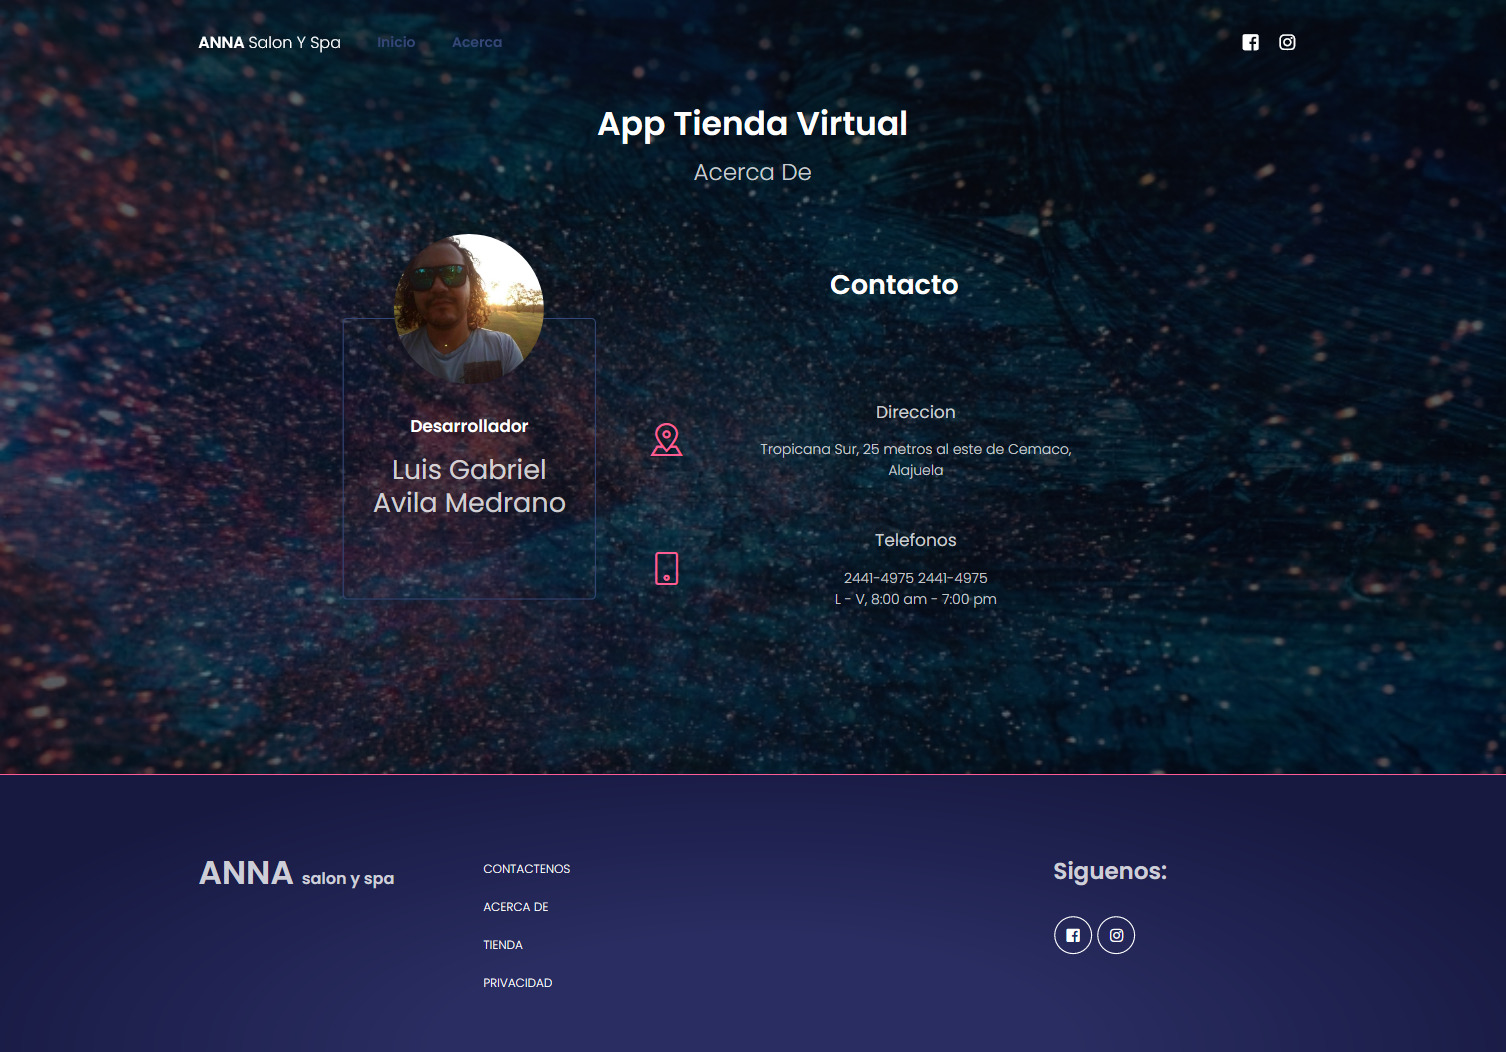 ANNA Salon Y Spa Inicio Acerca
App Tienda Virtual
Acerca De
Desarrollador
Luis Gabriel
Avila Medrano
Contacto
Direccion
Tropicana Sur, 25 metros al este de Cemaco,
Alajuela
Telefonos
2441-4975 2441-4975
L - V, 8:00 am - 7:00 pm
ANNA salon y spa
CONTACTENOS
ACERCA DE
TIENDA
PRIVACIDAD
Siguenos: